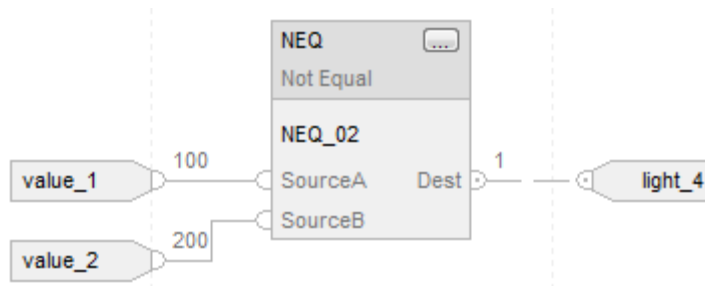 NEQ ...
Not Equal
NEQ_02
value_1 100 SourceA Dest 1 light_4
value_2 200 SourceB